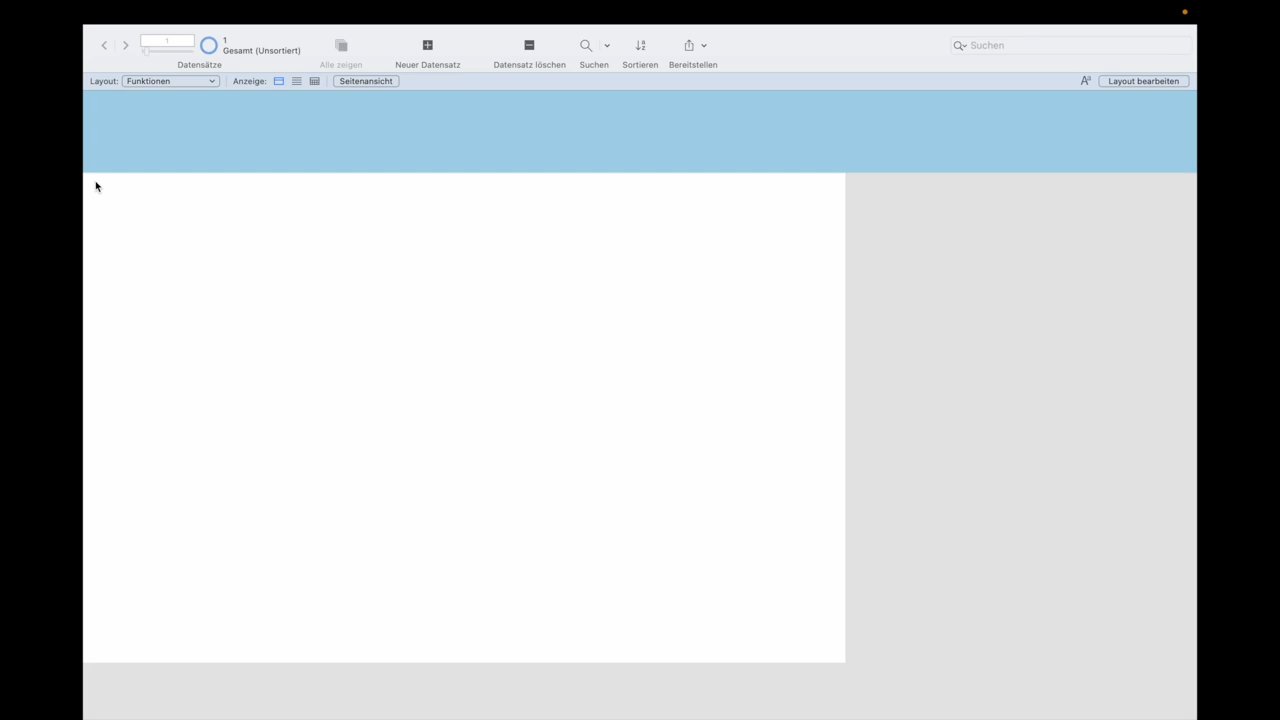 1
1
Gesamt (Unsortiert)
Datensätze
Alle zeigen
Neuer Datensatz
Datensatz löschen
Suchen
Sortieren
Bereitstellen
Suchen
Layout: Funktionen
Anzeige:
Seitenansicht
Aa
Layout bearbeiten